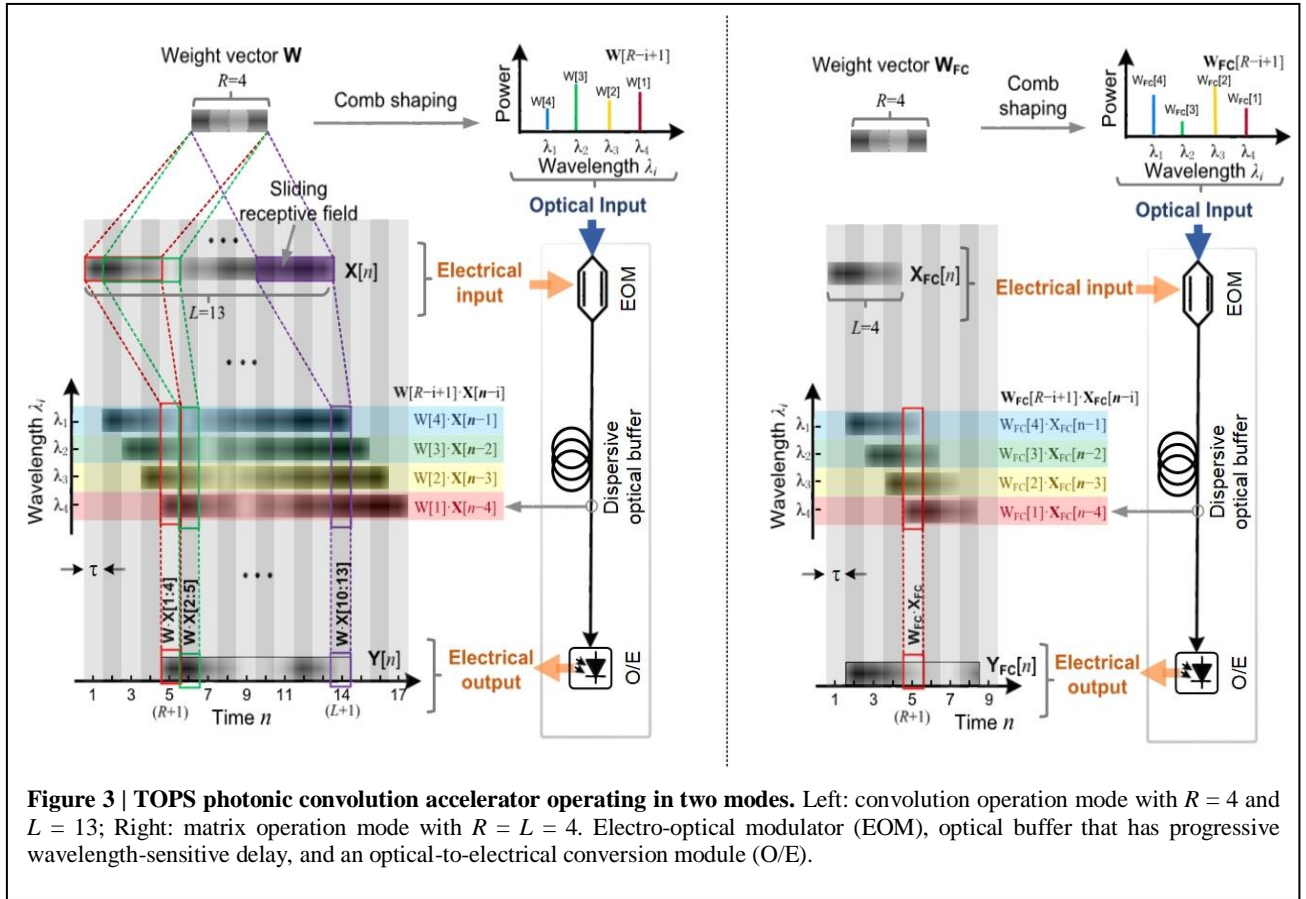 Weight vector W
R=4
Comb shaping
Power
W[R−i+1]
W[4]
W[3]
W[2]
W[1]
λ1 λ2 λ3 λ4
Wavelength λi
Optical Input
Sliding
receptive field
•••
X[n]
L=13
Electrical
input
EOM
•••
Wavelength λi
λ1
λ2
λ3
λ4
W[R−i+1]·X[n−i]
W[4]·X[n−1]
W[3]·X[n−2]
W[2]·X[n−3]
W[1]·X[n−4]
Dispersive
optical buffer
τ
W·X[1:4]
W·X[2:5]
•••
W·X[10:13]
Y[n]
Electrical
output
O/E
1 3 5 7 9 11 14 17
(R+1) Time n (L+1)
Weight vector WFC
R=4
Comb
shaping
Power
WFC[R−i+1]
WFC[4]
WFC[3]
WFC[2]
WFC[1]
λ1 λ2 λ3 λ4
Wavelength λi
Optical Input
XFC[n]
L=4
Electrical input
EOM
Wavelength λi
λ1
λ2
λ3
λ4
WFC[R−i+1]·XFC[n−i]
WFC[4]·XFC[n−1]
WFC[3]·XFC[n−2]
WFC[2]·XFC[n−3]
WFC[1]·XFC[n−4]
Dispersive
optical buffer
τ
WFC·XFC
YFC[n]
Electrical
output
O/E
1 3 5 7 9
(R+1) Time n
Figure 3 | TOPS photonic convolution accelerator operating in two modes. Left: convolution operation mode with R = 4 and
L = 13; Right: matrix operation mode with R = L = 4. Electro-optical modulator (EOM), optical buffer that has progressive
wavelength-sensitive delay, and an optical-to-electrical conversion module (O/E).